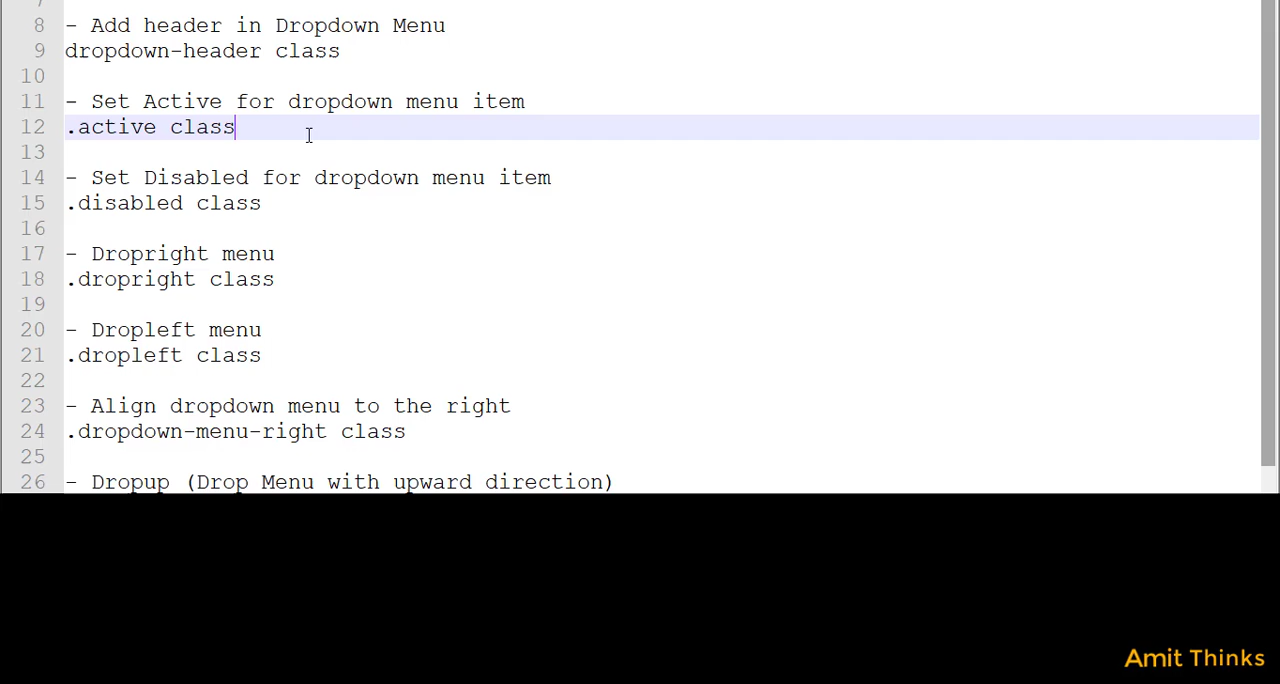 8 - Add header in Dropdown Menu
9 dropdown-header class
10
11 - Set Active for dropdown menu item
12 .active class
13
14 - Set Disabled for dropdown menu item
15 .disabled class
16
17 - Dropright menu
18 .dropright class
19
20 - Dropleft menu
21 .dropleft class
22
23 - Align dropdown menu to the right
24 .dropdown-menu-right class
25
26 - Dropup (Drop Menu with upward direction)
Amit Thinks